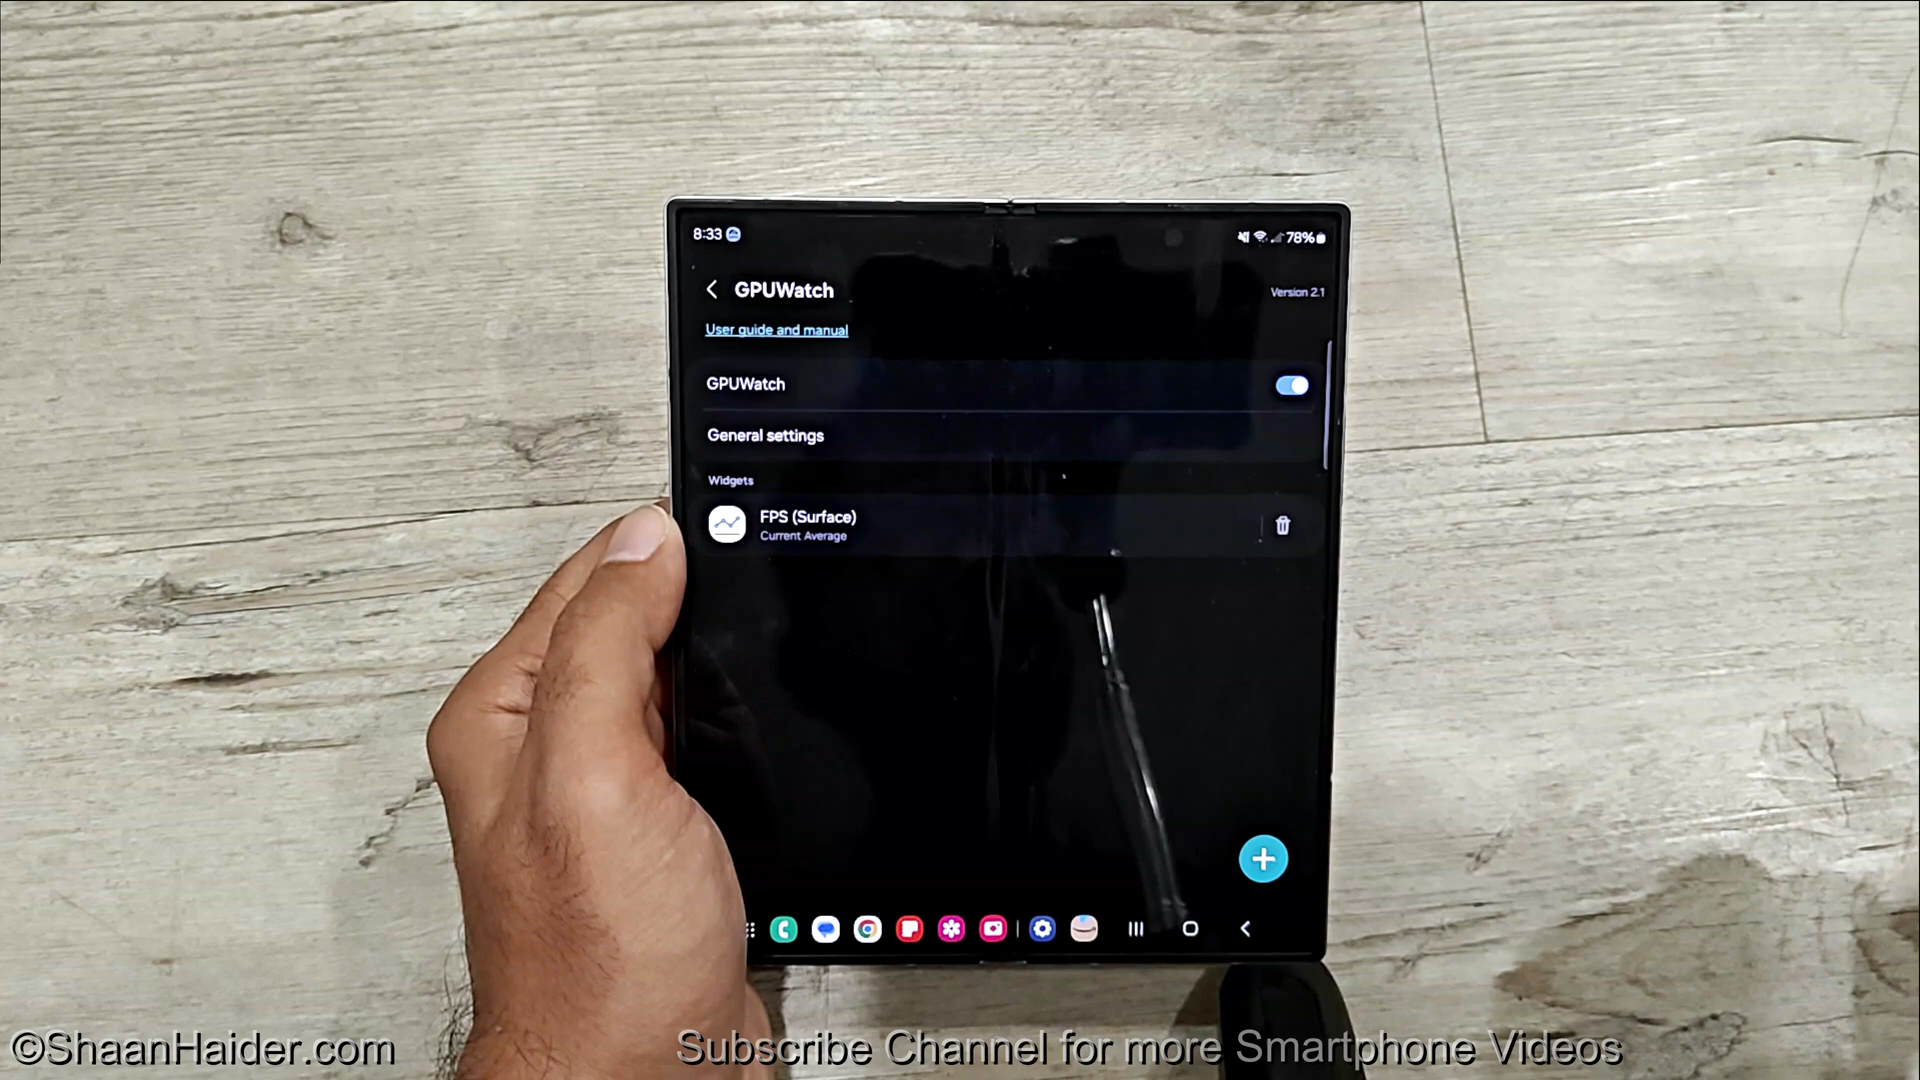 8:33
78%
GPUWatch
Version 2.1
User guide and manual
GPUWatch
General settings
Widgets
FPS (Surface)
Current Average
©ShaanHaider.com
Subscribe Channel for more Smartphone Videos